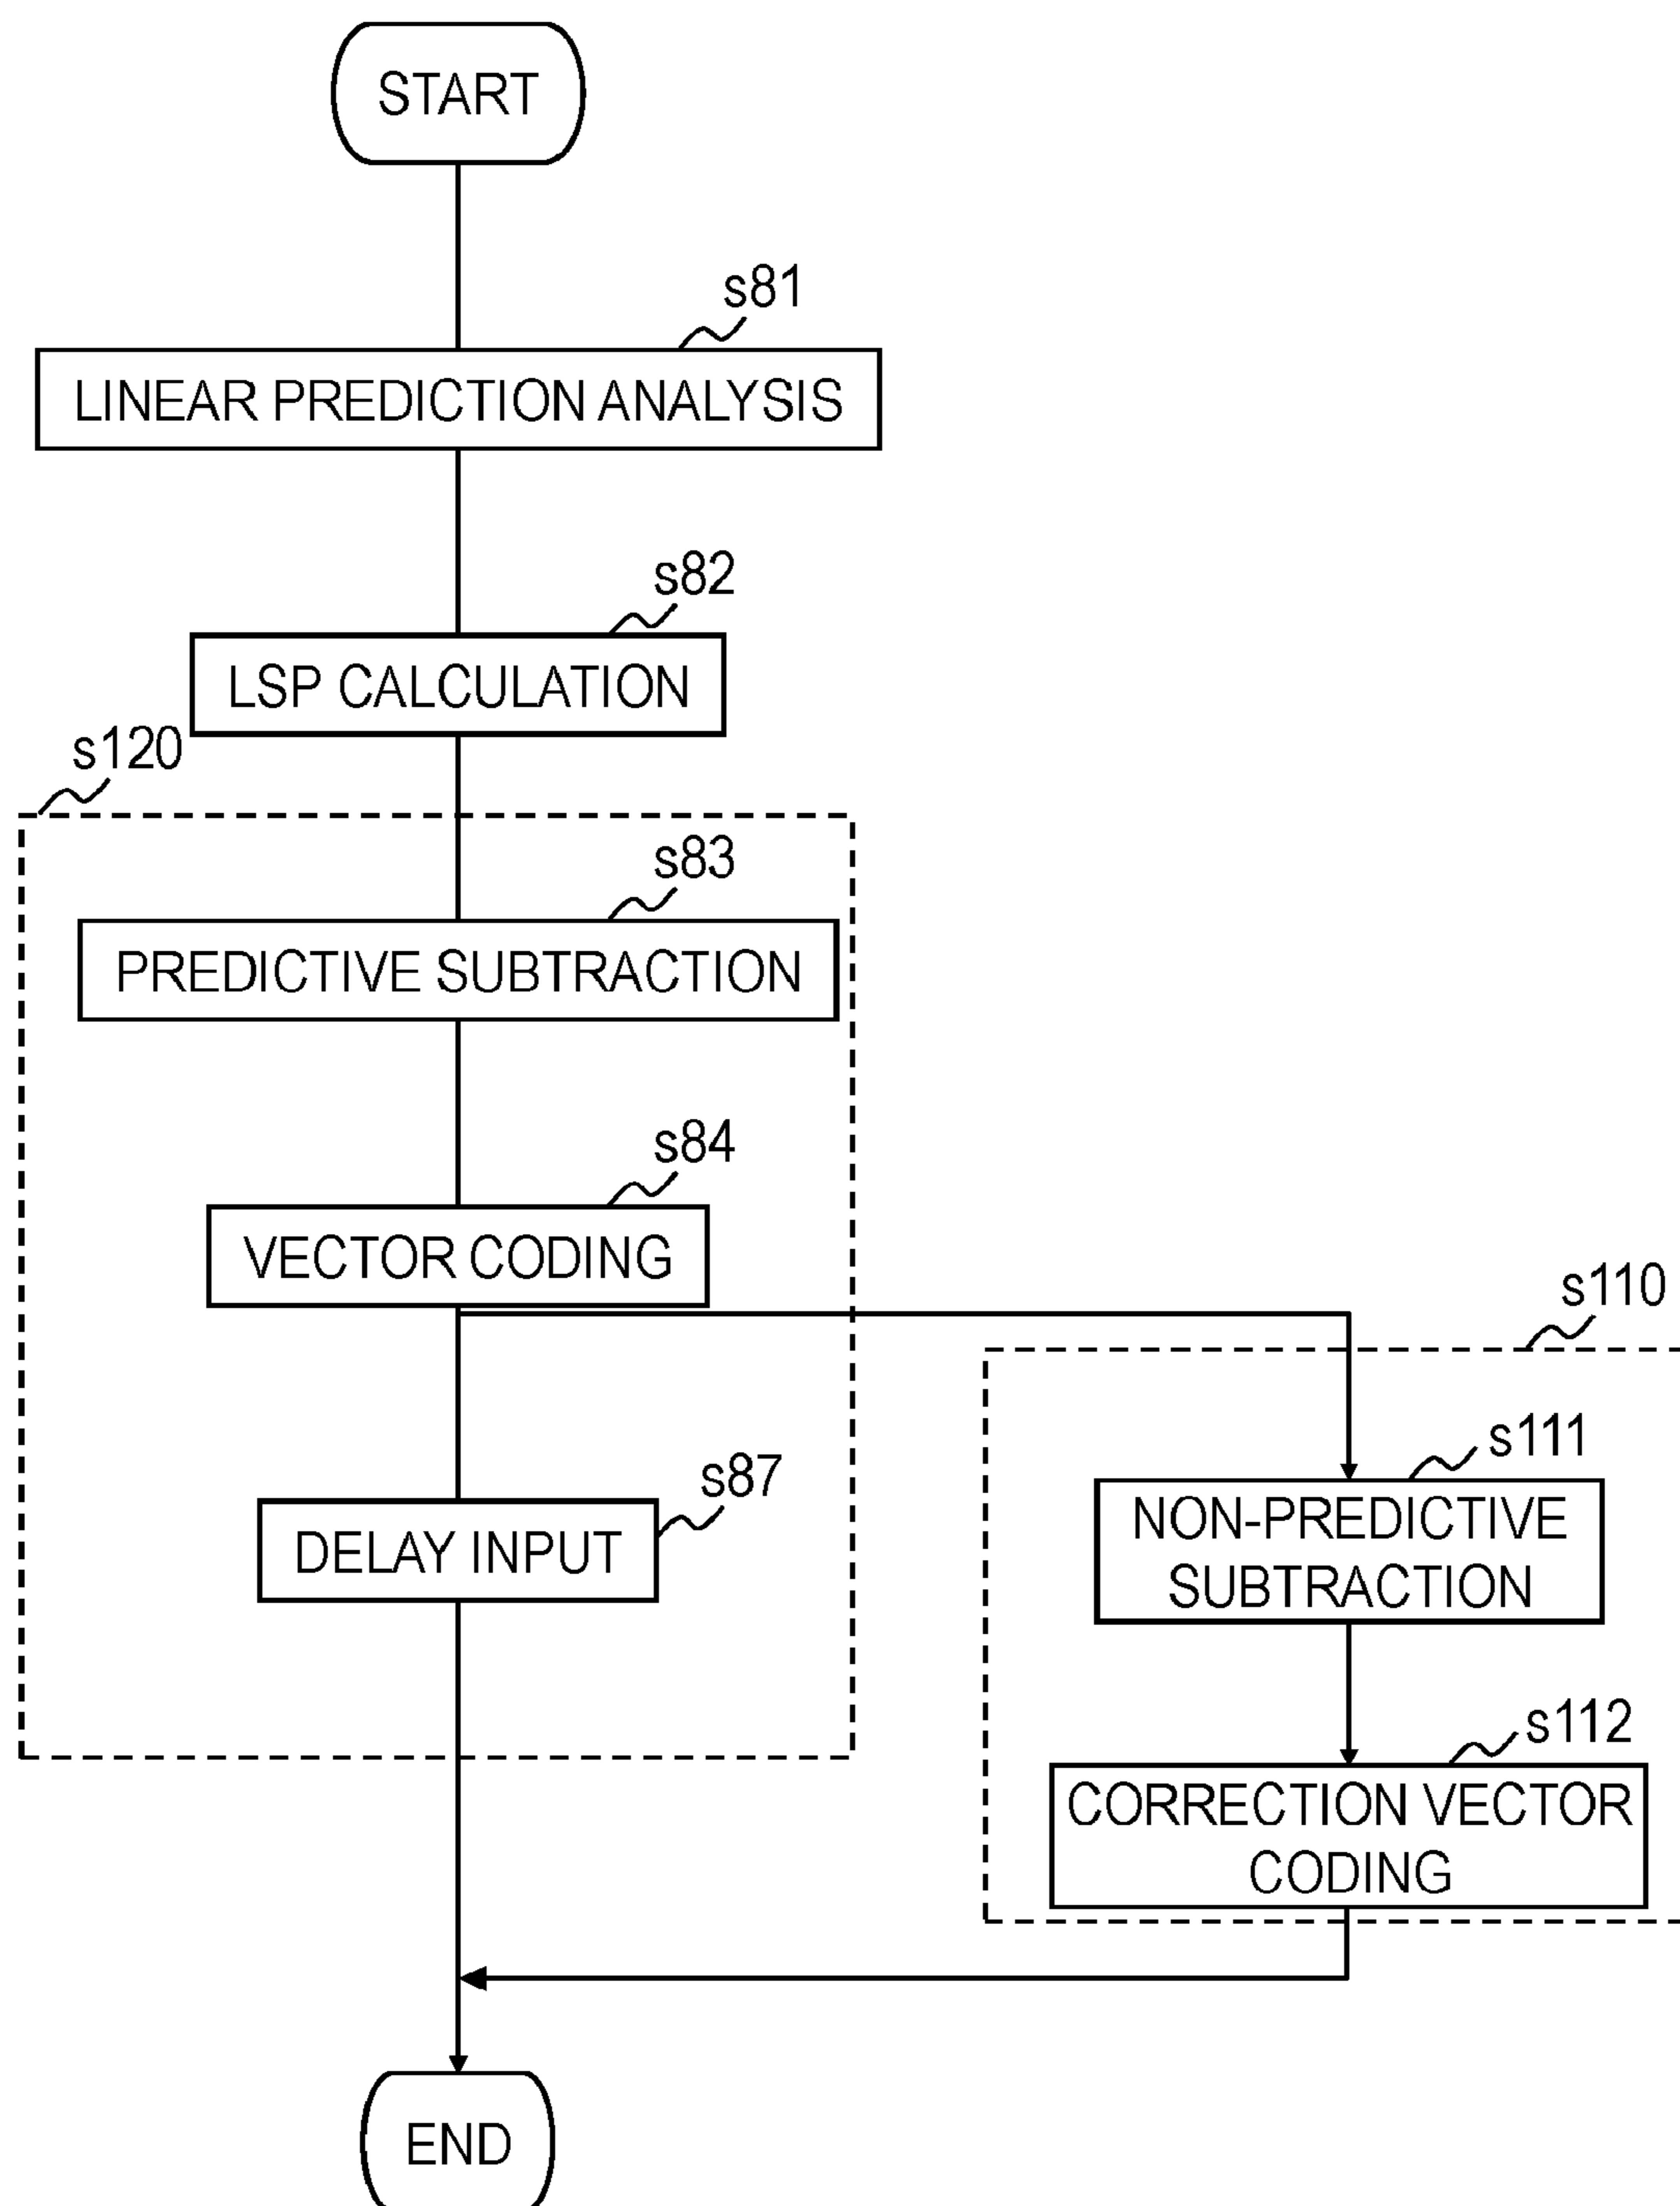 START
s81
LINEAR PREDICTION ANALYSIS
s82
LSP CALCULATION
s120
s83
PREDICTIVE SUBTRACTION
s84
VECTOR CODING
s110
s111
NON-PREDICTIVE
SUBTRACTION
s87
DELAY INPUT
s112
CORRECTION VECTOR
CODING
END